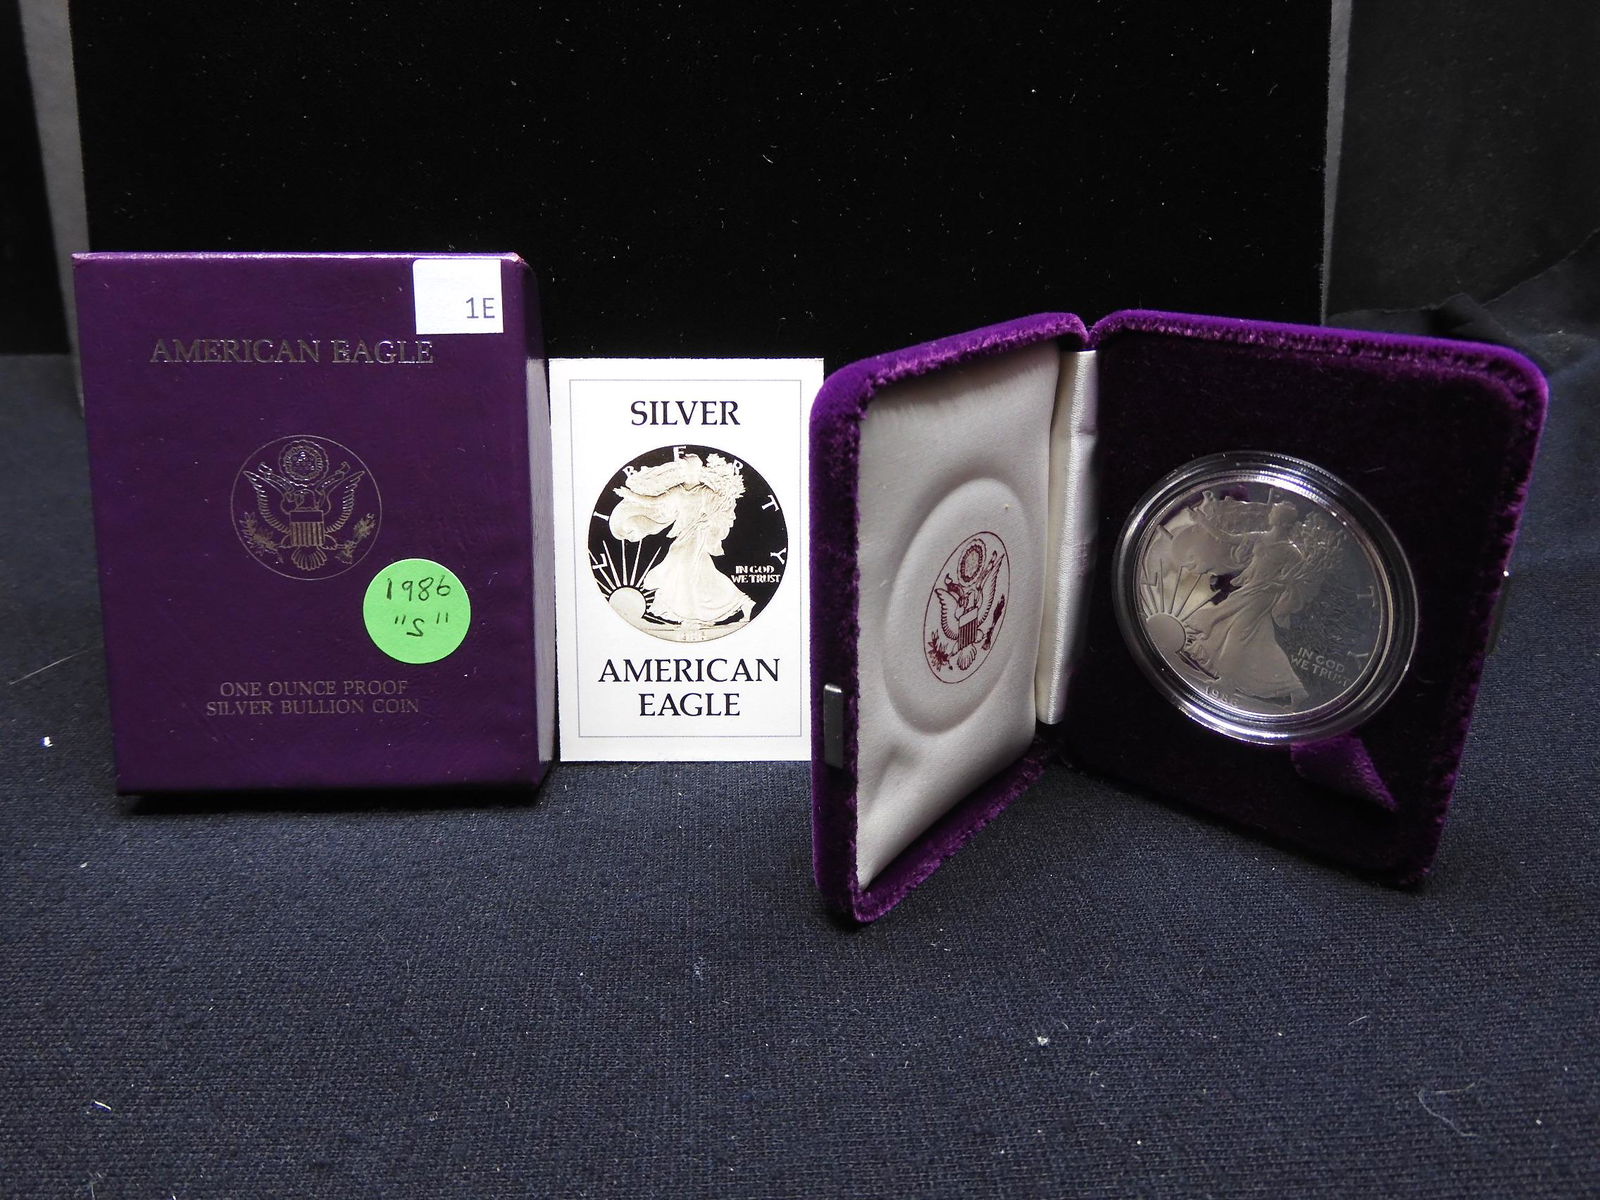 1E
AMERICAN EAGLE
1986
"S"
ONE OUNCE PROOF
SILVER BULLION COIN
SILVER
LIBERTY
IN GOD
WE TRUST
AMERICAN
EAGLE
IN GOD
WE TRUST